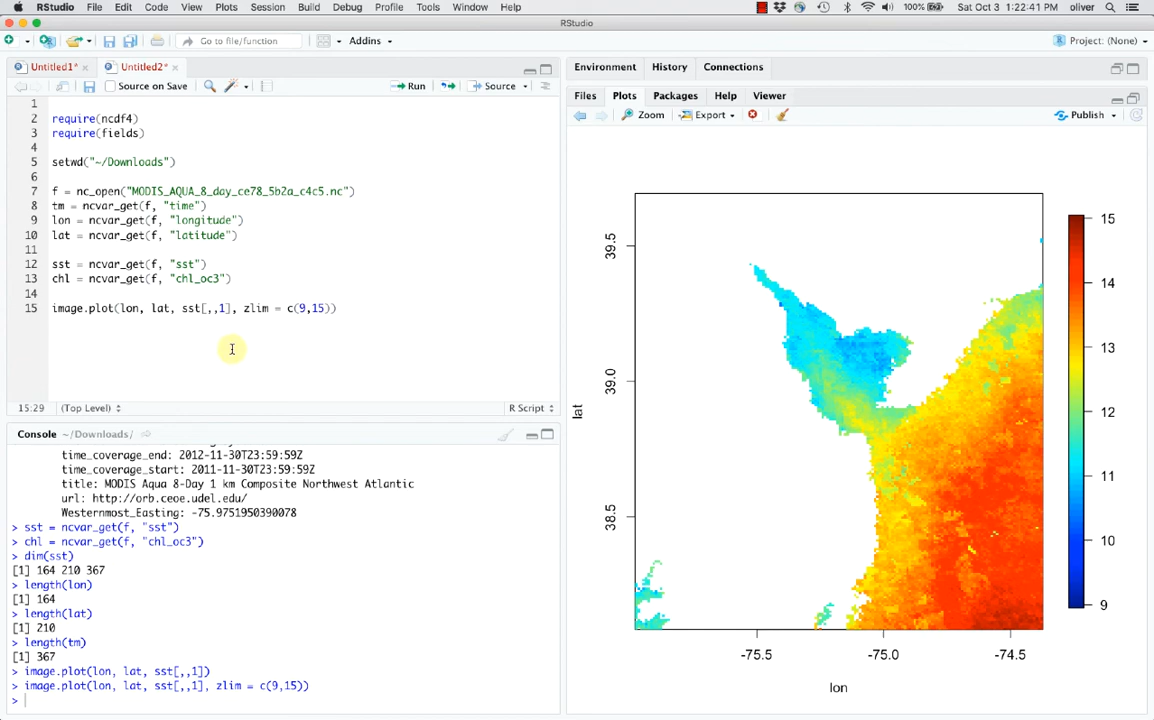 RStudio File Edit Code View Plots Session Build Debug Profile Tools Window Help 100% Sat Oct 3 1:22:41 PM oliver
RStudio
Go to file/function Addins Project: (None)
Untitled1* Untitled2*
Source on Save Run Source
1
2 require(ncdf4)
3 require(fields)
4
5 setwd("~/Downloads")
6
7 f = nc_open("MODIS_AQUA_8_day_ce78_5b2a_c4c5.nc")
8 tm = ncvar_get(f, "time")
9 lon = ncvar_get(f, "longitude")
10 lat = ncvar_get(f, "latitude")
11
12 sst = ncvar_get(f, "sst")
13 chl = ncvar_get(f, "chl_oc3")
14
15 image.plot(lon, lat, sst[,,1], zlim = c(9,15))
15:29 (Top Level) R Script
Console ~/Downloads/
time_coverage_end: 2012-11-30T23:59:59Z
time_coverage_start: 2011-11-30T23:59:59Z
title: MODIS Aqua 8-Day 1 km Composite Northwest Atlantic
url: http://orb.ceoe.udel.edu/
Westernmost_Easting: -75.9751950390078
> sst = ncvar_get(f, "sst")
> chl = ncvar_get(f, "chl_oc3")
> dim(sst)
[1] 164 210 367
> length(lon)
[1] 164
> length(lat)
[1] 210
> length(tm)
[1] 367
> image.plot(lon, lat, sst[,,1])
> image.plot(lon, lat, sst[,,1], zlim = c(9,15))
>
Environment History Connections
Files Plots Packages Help Viewer
Zoom Export Publish
39.5
39.0
38.5
lat
-75.5 -75.0 -74.5
lon
15
14
13
12
11
10
9